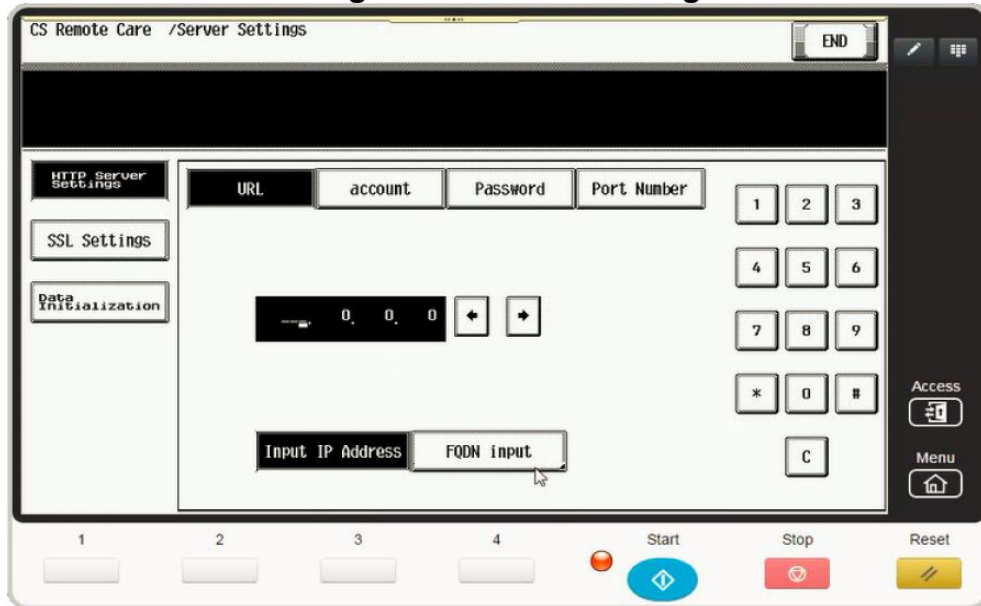 CS Remote Care /Server Settings
END
HTTP Server
Settings
URL
account
Password
Port Number
1 2 3
SSL Settings
4 5 6
Data
Initialization
___. 0. 0. 0
7 8 9
* 0 #
Access
Input IP Address
FQDN input
C
Menu
1
2
3
4
Start
Stop
Reset